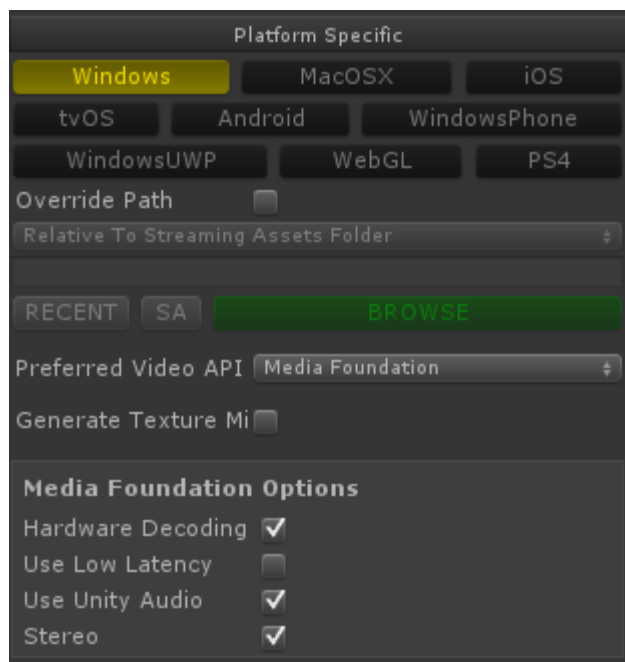 Platform Specific
Windows MacOSX iOS
tvOS Android WindowsPhone
WindowsUWP WebGL PS4
Override Path
Relative To Streaming Assets Folder
RECENT SA BROWSE
Preferred Video API Media Foundation
Generate Texture Mi
Media Foundation Options
Hardware Decoding
Use Low Latency
Use Unity Audio
Stereo